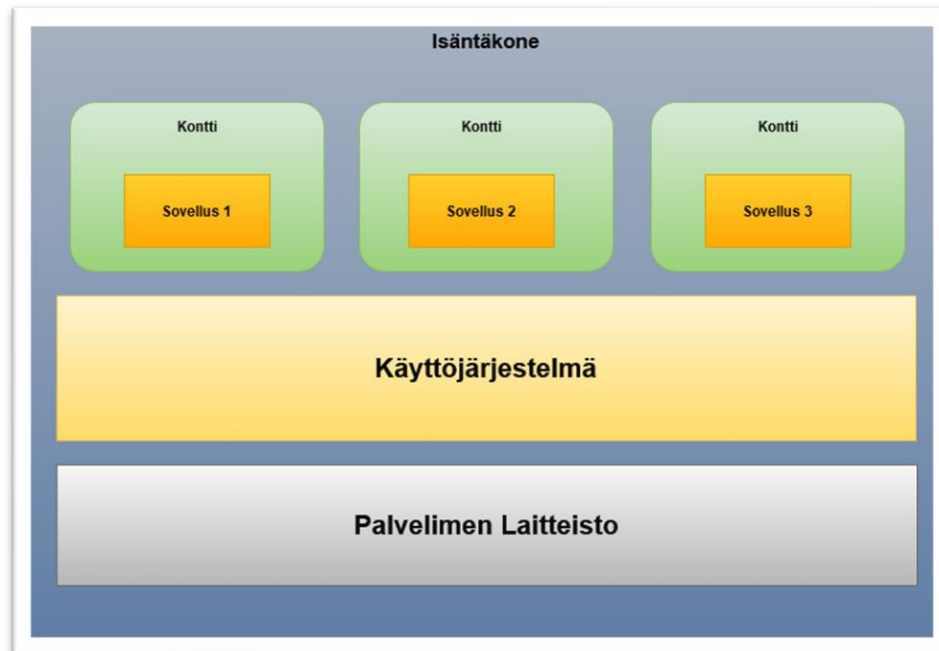 Isäntäkone
Kontti
Kontti
Kontti
Sovellus 1
Sovellus 2
Sovellus 3
Käyttöjärjestelmä
Palvelimen Laitteisto